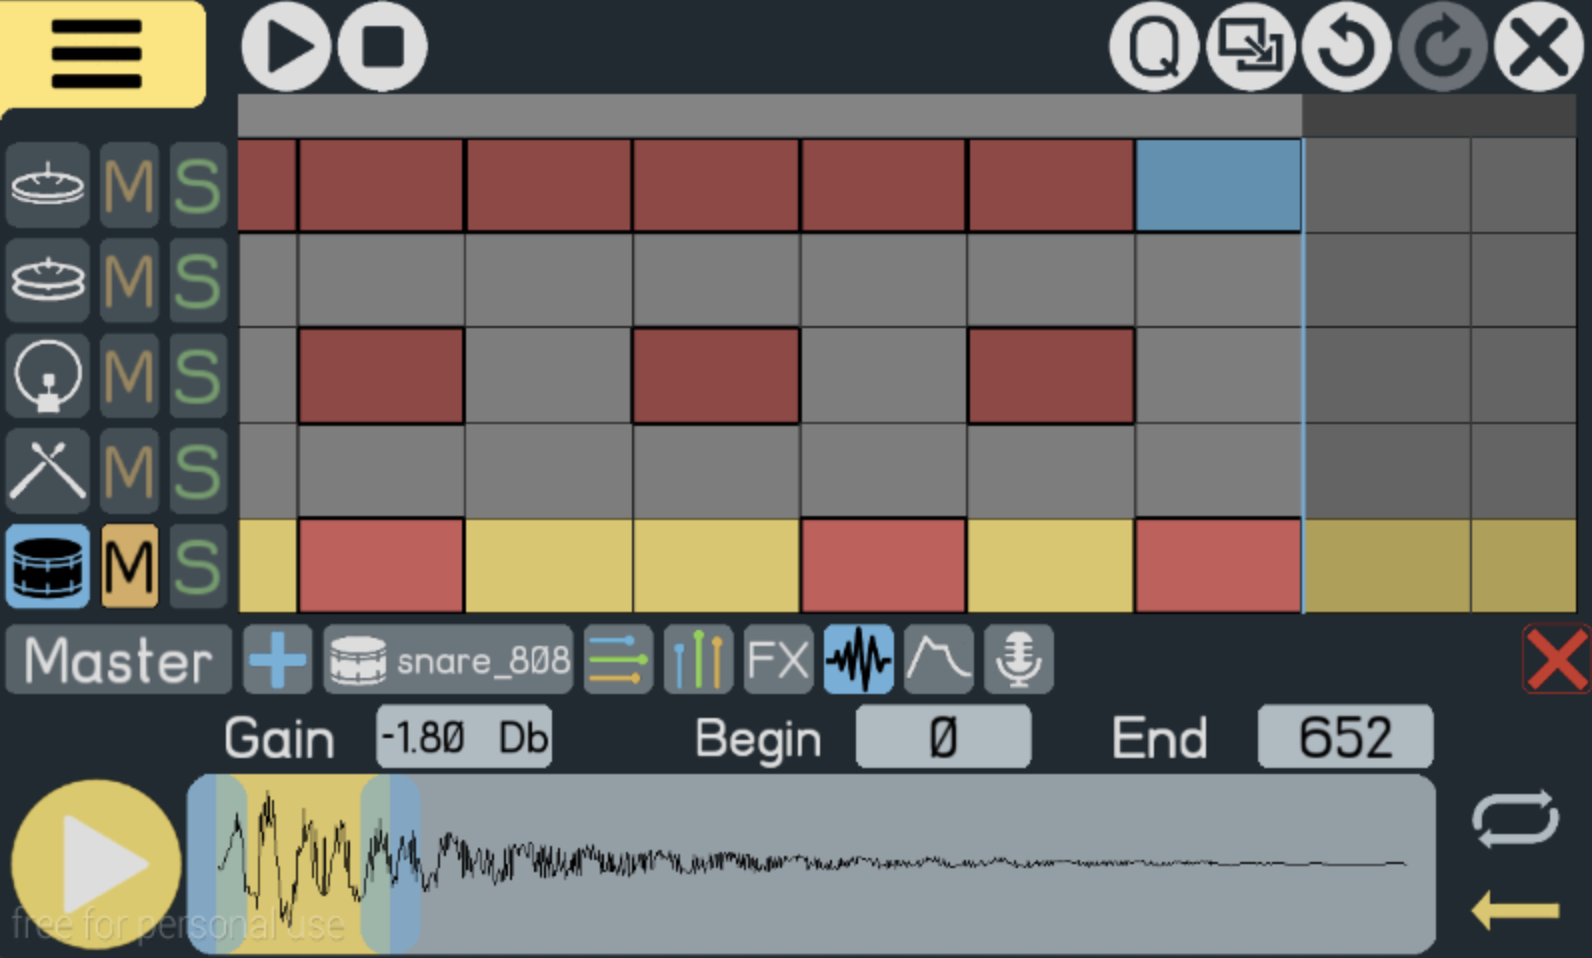 Q
M S
M S
M S
M S
M S
Master snare_808 FX
Gain -1.80 Db Begin 0 End 652
free for personal use